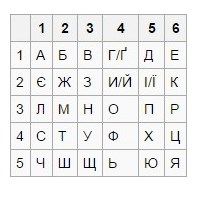 1 2 3 4 5 6
1 А Б В Г/Ґ Д Е
2 Є Ж З И/Й І/Ї К
3 Л М Н О П Р
4 С Т У Ф Х Ц
5 Ч Ш Щ Ь Ю Я